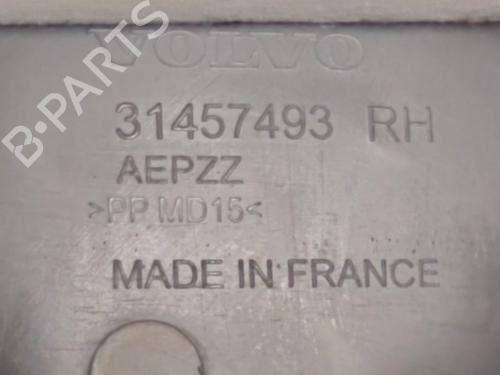 VOLVO
31457493 RH
AEPZZ
>PP MD15<
MADE IN FRANCE
B-PARTS